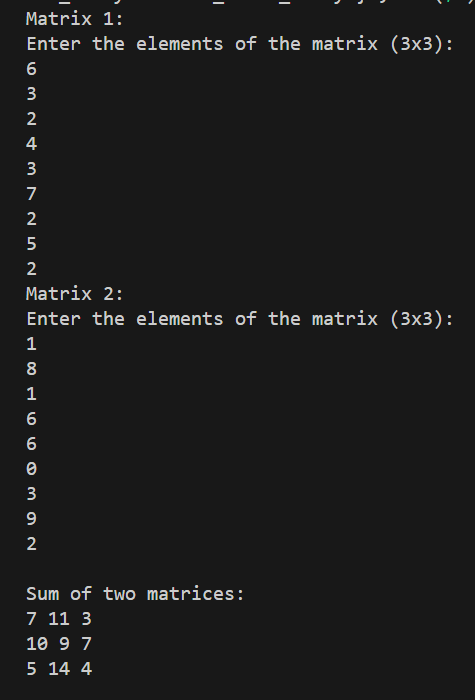 Matrix 1:
Enter the elements of the matrix (3x3):
6
3
2
4
3
7
2
5
2
Matrix 2:
Enter the elements of the matrix (3x3):
1
8
1
6
6
0
3
9
2
Sum of two matrices:
7 11 3
10 9 7
5 14 4